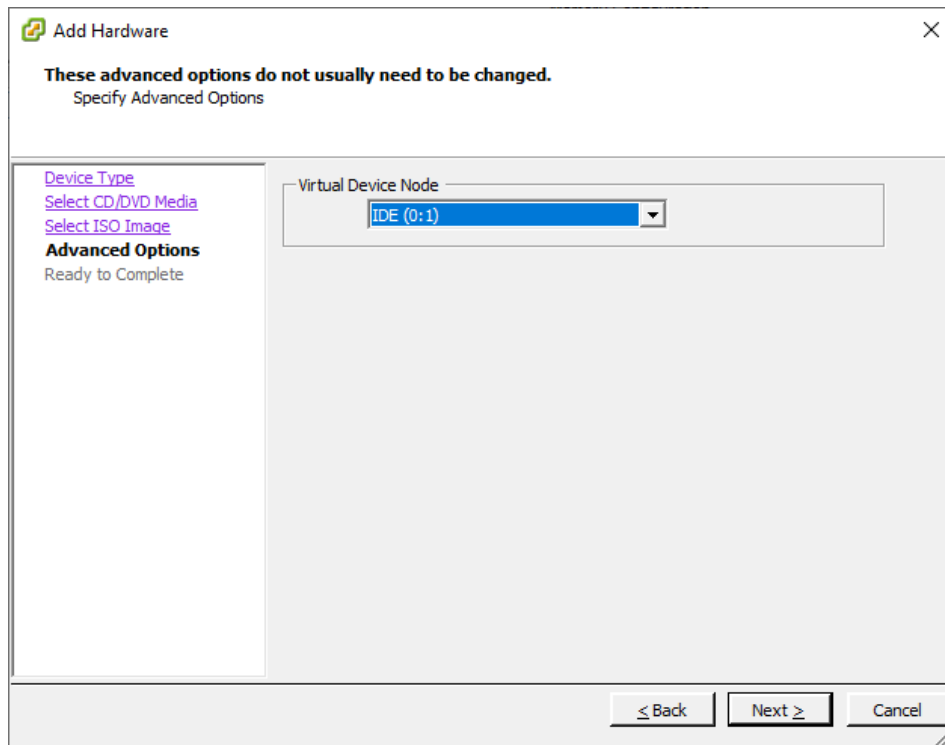 Add Hardware
These advanced options do not usually need to be changed.
Specify Advanced Options
Device Type
Select CD/DVD Media
Select ISO Image
Advanced Options
Ready to Complete
Virtual Device Node
IDE (0:1)
< Back
Next >
Cancel